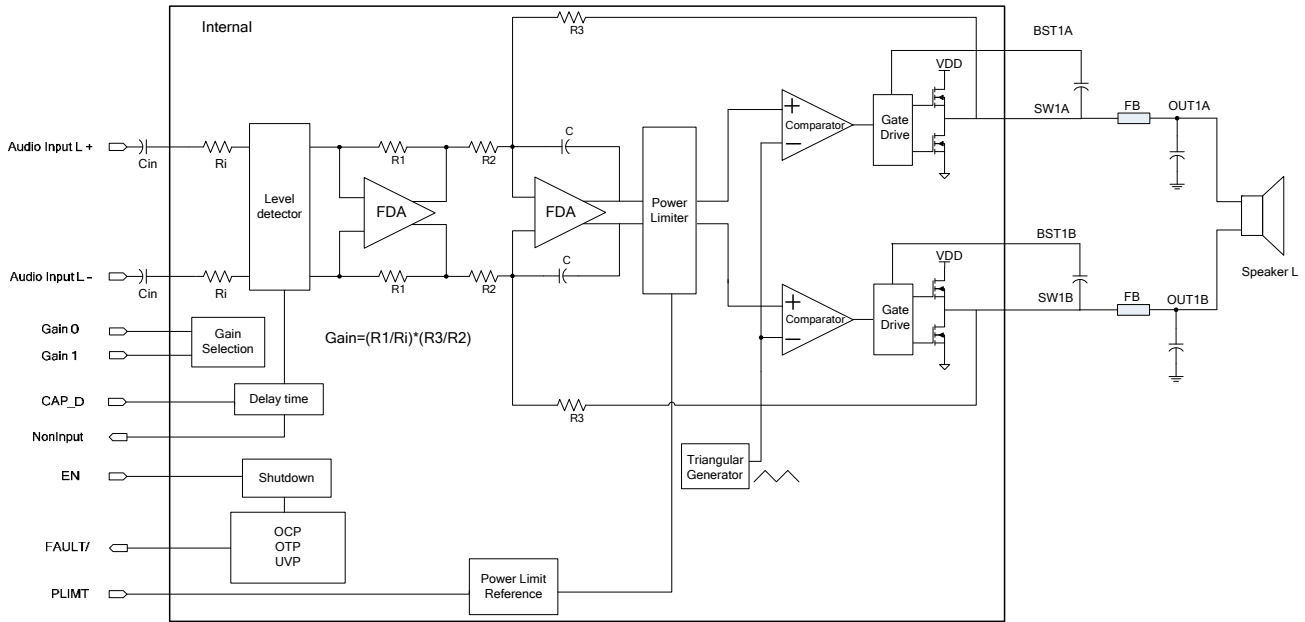 Internal
R3
BST1A
VDD
Comparator
Gate
Drive
SW1A
FB
OUT1A
Audio Input L +
Cin
Ri
Level
detector
R1
R2
C
FDA
FDA
Power
Limiter
BST1B
VDD
Speaker L
Audio Input L -
Cin
Ri
R1
R2
C
Comparator
Gate
Drive
SW1B
FB
OUT1B
Gain 0
Gain 1
Gain
Selection
Gain=(R1/Ri)*(R3/R2)
CAP_D
Delay time
R3
NonInput
Triangular
Generator
EN
Shutdown
FAULT/
OCP
OTP
UVP
PLIMT
Power Limit
Reference